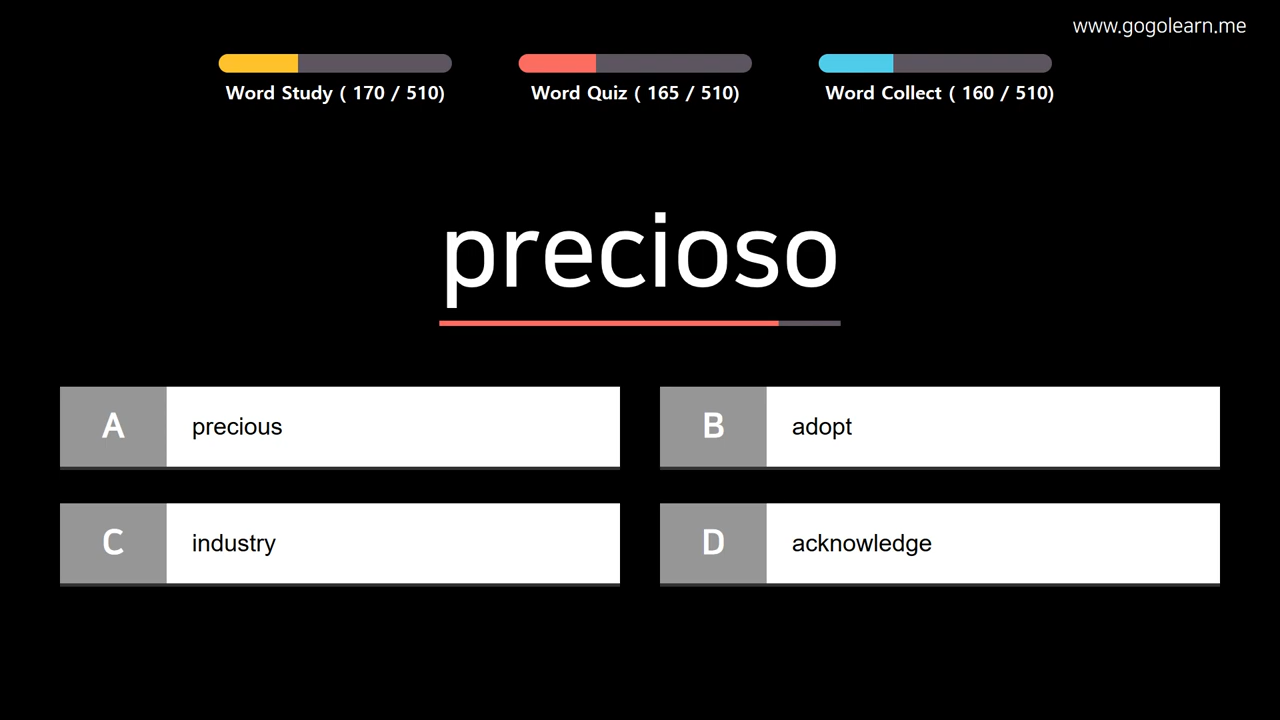 www.gogolearn.me
Word Study ( 170 / 510)
Word Quiz ( 165 / 510)
Word Collect ( 160 / 510)
precioso
A precious
B adopt
C industry
D acknowledge